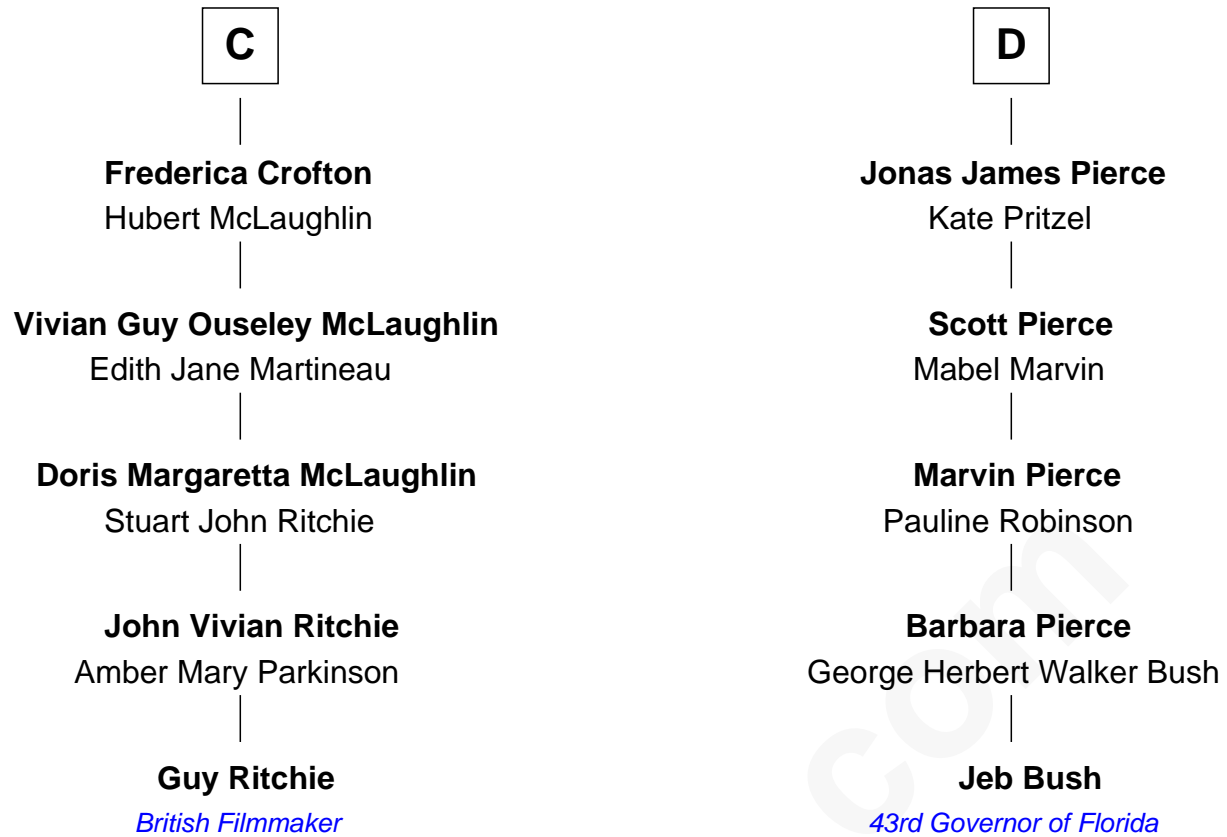 C
Frederica Crofton
Hubert McLaughlin
Vivian Guy Ouseley McLaughlin
Edith Jane Martineau
Doris Margaretta McLaughlin
Stuart John Ritchie
John Vivian Ritchie
Amber Mary Parkinson
Guy Ritchie
British Filmmaker
D
Jonas James Pierce
Kate Pritzel
Scott Pierce
Mabel Marvin
Marvin Pierce
Pauline Robinson
Barbara Pierce
George Herbert Walker Bush
Jeb Bush
43rd Governor of Florida
com